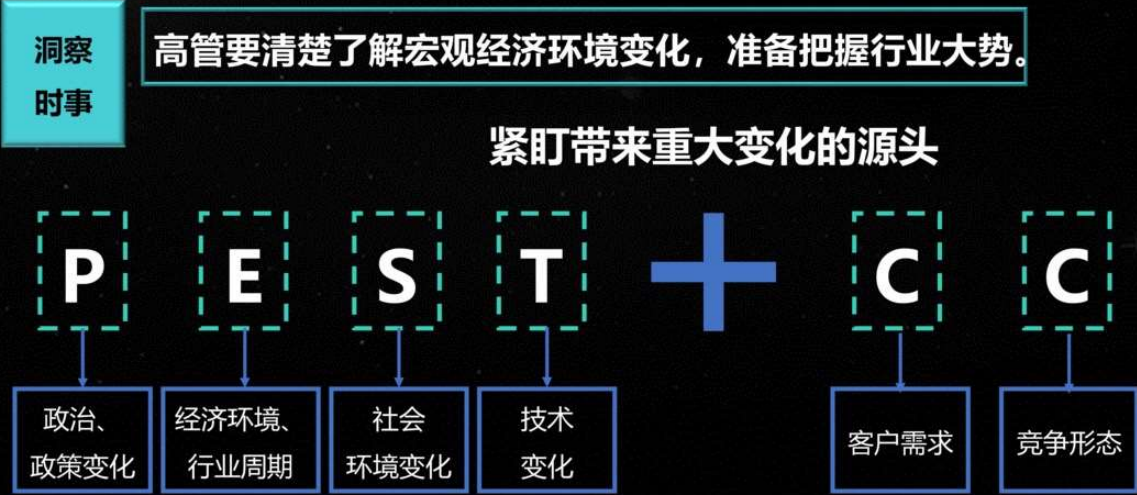 洞察
时事
高管要清楚了解宏观经济环境变化，准备把握行业大势。
紧盯带来重大变化的源头
P E S T + C C
政治、
政策变化
经济环境、
行业周期
社会
环境变化
技术
变化
客户需求
竞争形态